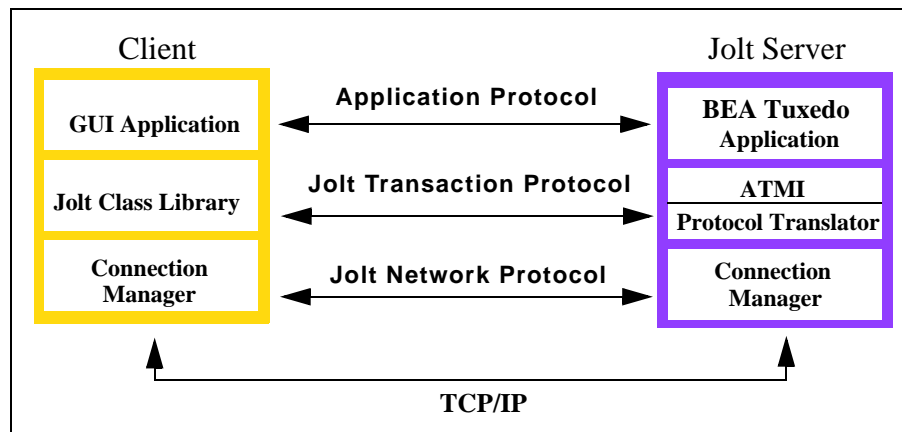 Client
Jolt Server
GUI Application
Application Protocol
BEA Tuxedo
Application
Jolt Class Library
Jolt Transaction Protocol
ATMI
Protocol Translator
Connection
Manager
Jolt Network Protocol
Connection
Manager
TCP/IP